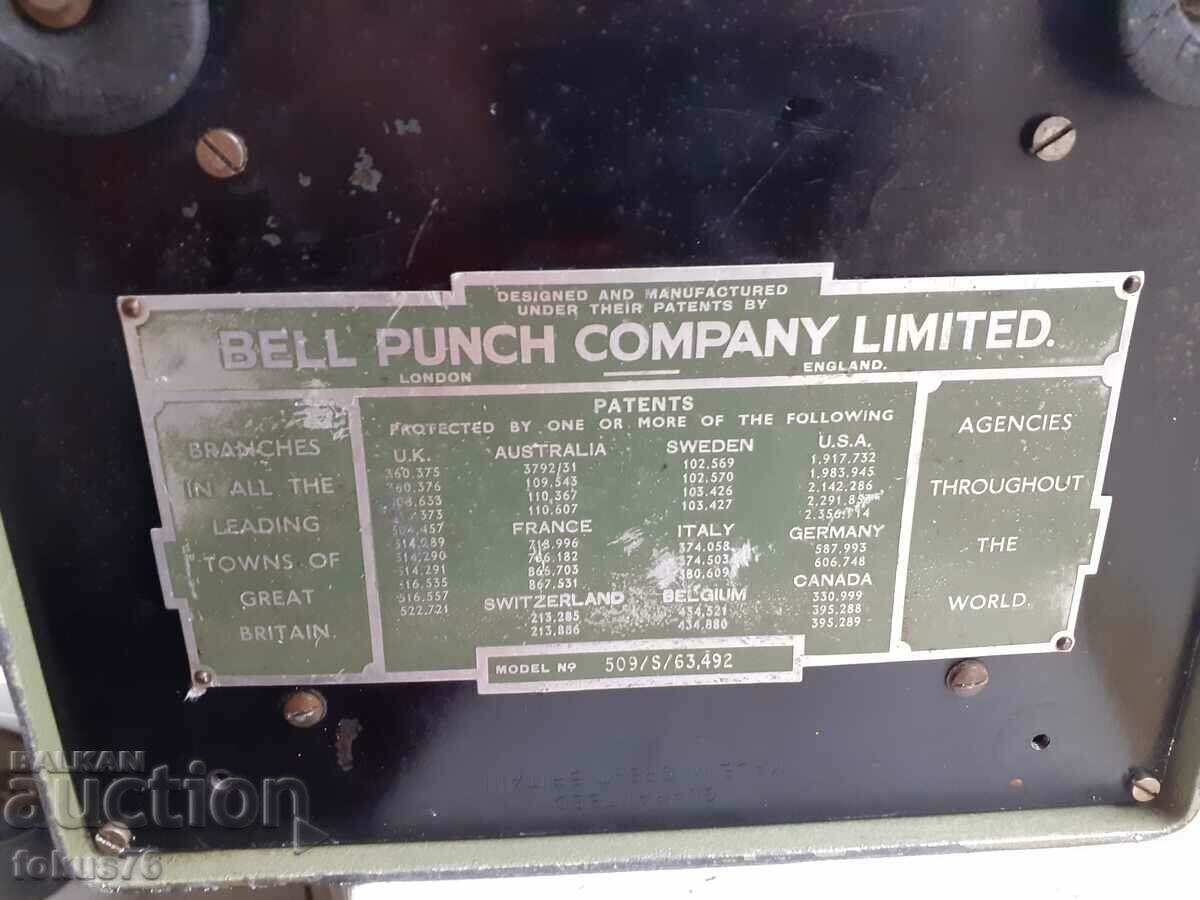 DESIGNED AND MANUFACTURED
UNDER THEIR PATENTS BY
BELL PUNCH COMPANY LIMITED.
LONDON ENGLAND.
BRANCHES
IN ALL THE
LEADING
TOWNS OF
GREAT
BRITAIN.
PATENTS
PROTECTED BY ONE OR MORE OF THE FOLLOWING
U.K.
360.375
360.376
514.289
514.290
514.291
516.535
516.557
522.721
AUSTRALIA
3792/31
109.543
110.367
110.607
FRANCE
718.996
766.182
866.703
867.531
SWITZERLAND
213.285
213.886
SWEDEN
102.569
102.570
103.426
103.427
ITALY
374.058
374.503
380.609
BELGIUM
434.521
434.880
U.S.A.
1,917.732
1,983.945
2,142.286
GERMANY
587.993
606.748
CANADA
330.999
395.288
395.289
AGENCIES
THROUGHOUT
THE
WORLD.
MODEL Nº 509/S/63,492
BALKAN
auction
fokus76